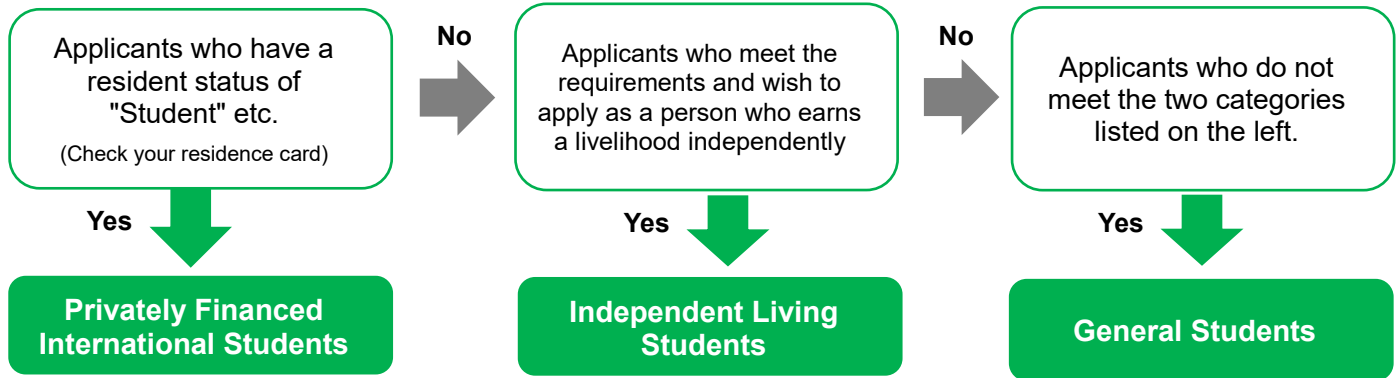 Applicants who have a
resident status of
"Student" etc.
(Check your residence card)
No
Applicants who meet the
requirements and wish to
apply as a person who earns
a livelihood independently
No
Applicants who do not
meet the two categories
listed on the left.
Yes
Yes
Yes
Privately Financed
International Students
Independent Living
Students
General Students